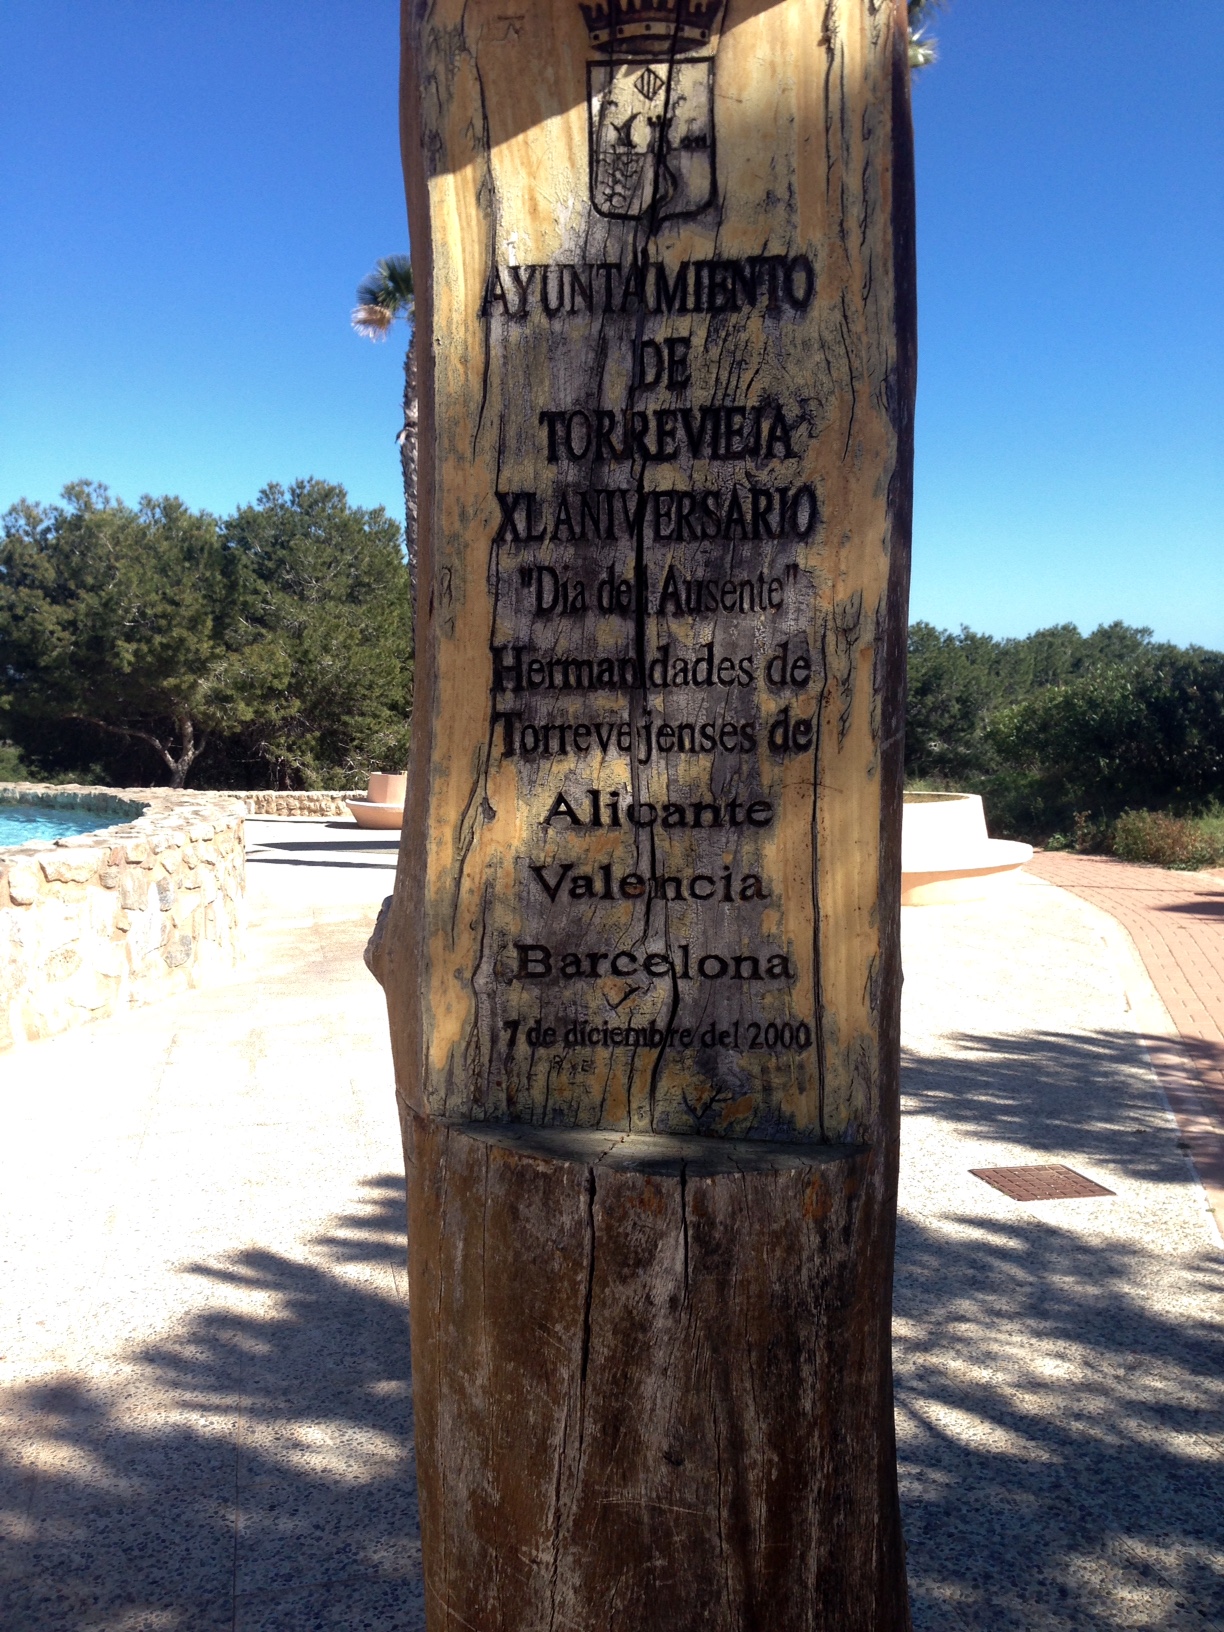 AYUNTAMIENTO
DE
TORREVIEJA
XL ANIVERSARIO
"Dia del Ausente"
Hermandades de
Torrevejenses de
Alicante
Valencia
Barcelona
7 de diciembre del 2000